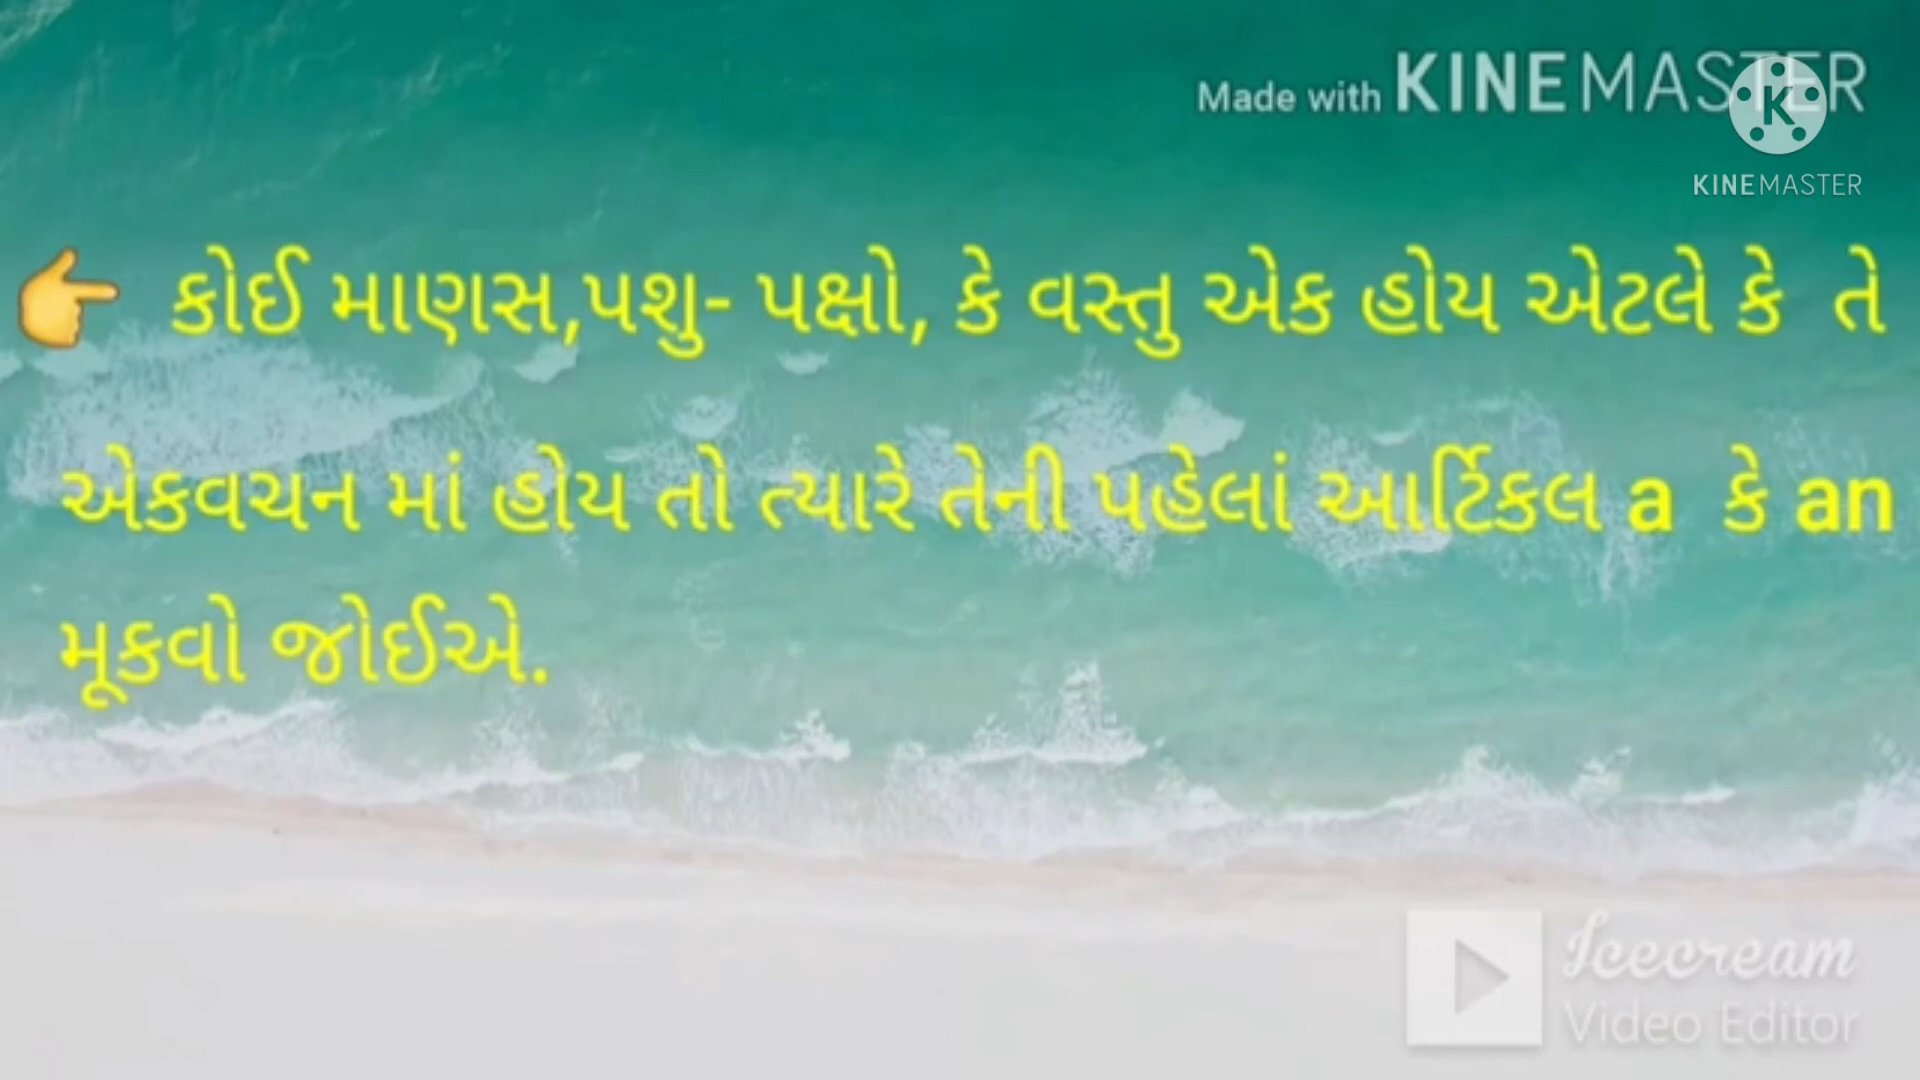 Made with KINEMASTER
K
KINEMASTER
👉 કોઈ માણસ,પશુ- પક્ષો, કે વસ્તુ એક હોય એટલે કે તે
એકવચન માં હોય તો ત્યારે તેની પહેલાં આર્ટિકલ a કે an
મૂકવો જોઈએ.
Icecream
Video Editor